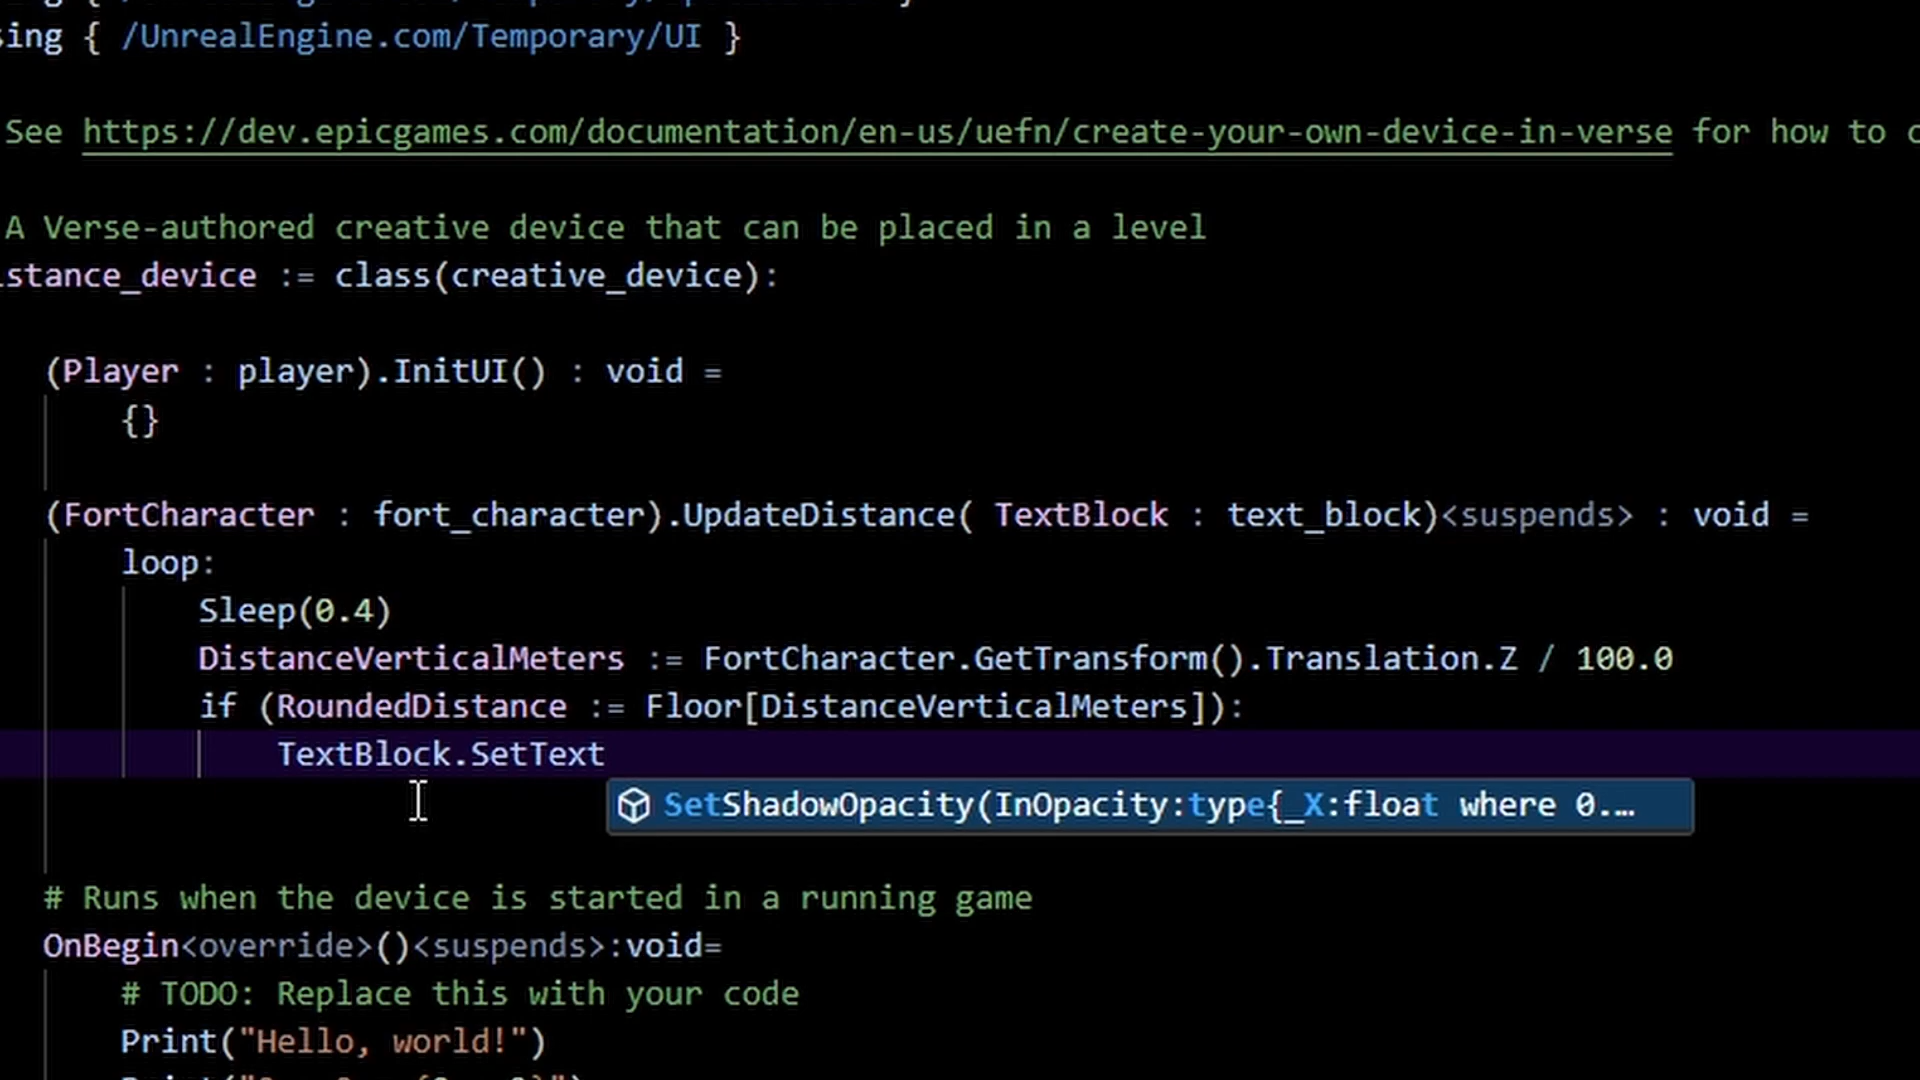 sing { /UnrealEngine.com/Temporary/UI }
See https://dev.epicgames.com/documentation/en-us/uefn/create-your-own-device-in-verse for how to c
A Verse-authored creative device that can be placed in a level
istance_device := class(creative_device):
(Player : player).InitUI() : void =
{}
(FortCharacter : fort_character).UpdateDistance( TextBlock : text_block)<suspends> : void =
loop:
Sleep(0.4)
DistanceVerticalMeters := FortCharacter.GetTransform().Translation.Z / 100.0
if (RoundedDistance := Floor[DistanceVerticalMeters]):
TextBlock.SetText
SetShadowOpacity(InOpacity:type{_X:float where 0.…
# Runs when the device is started in a running game
OnBegin<override>()<suspends>:void=
# TODO: Replace this with your code
Print("Hello, world!")